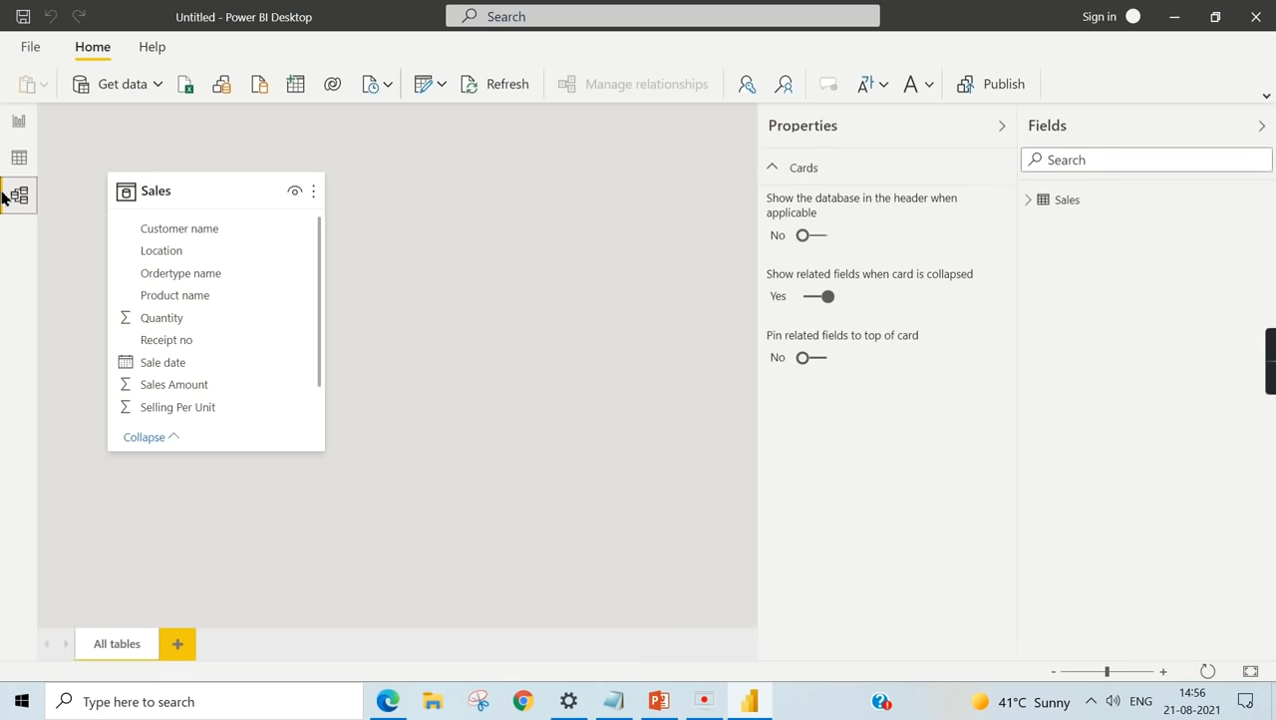 Untitled - Power BI Desktop
Search
Sign in
File
Home
Help
Get data
Refresh
Manage relationships
Publish
Sales
Customer name
Location
Ordertype name
Product name
Quantity
Receipt no
Sale date
Sales Amount
Selling Per Unit
Collapse
Properties
Cards
Show the database in the header when
applicable
No
Show related fields when card is collapsed
Yes
Pin related fields to top of card
No
Fields
Search
Sales
All tables
Type here to search
41°C Sunny
ENG
14:56
21-08-2021